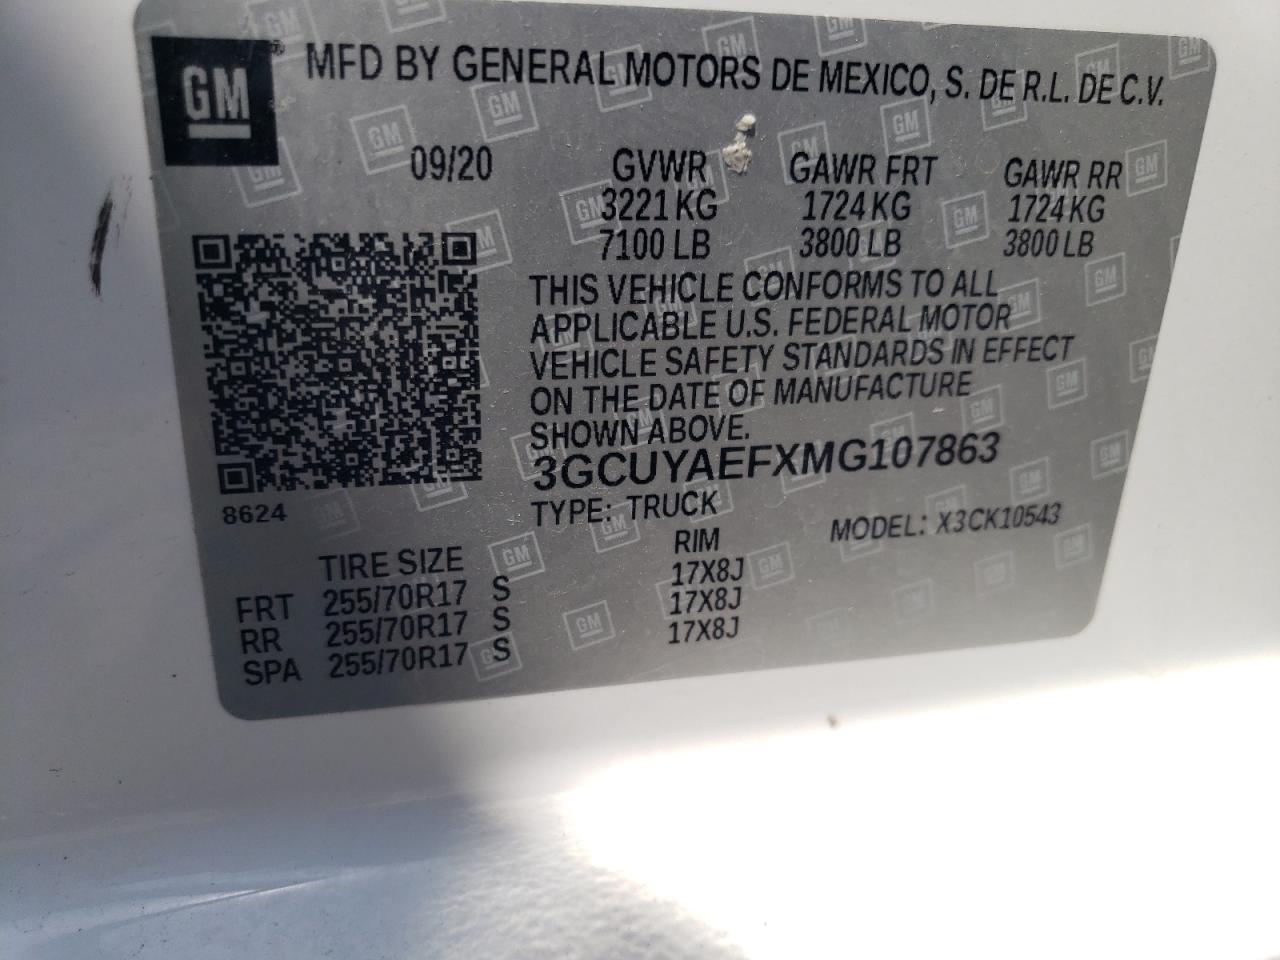 GM MFD BY GENERAL MOTORS DE MEXICO, S. DE R.L. DE C.V.
09/20 GVWR GAWR FRT GAWR RR
3221 KG 1724 KG 1724 KG
7100 LB 3800 LB 3800 LB
THIS VEHICLE CONFORMS TO ALL
APPLICABLE U.S. FEDERAL MOTOR
VEHICLE SAFETY STANDARDS IN EFFECT
ON THE DATE OF MANUFACTURE
SHOWN ABOVE.
3GCUYAEFXMG107863
8624
TYPE: TRUCK MODEL: X3CK10543
TIRE SIZE RIM
FRT 255/70R17 S 17X8J
RR 255/70R17 S 17X8J
SPA 255/70R17 S 17X8J